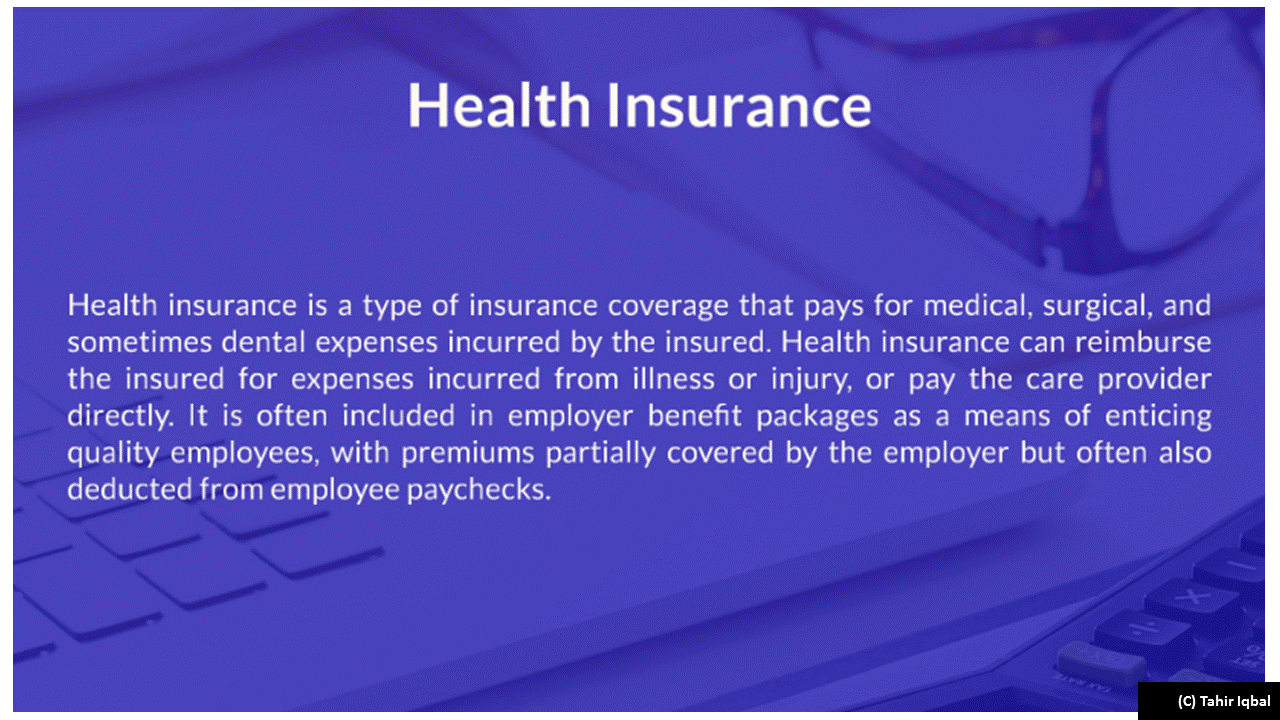 Health Insurance
Health insurance is a type of insurance coverage that pays for medical, surgical, and
sometimes dental expenses incurred by the insured. Health insurance can reimburse
the insured for expenses incurred from illness or injury, or pay the care provider
directly. It is often included in employer benefit packages as a means of enticing
quality employees, with premiums partially covered by the employer but often also
deducted from employee paychecks.
TAX RATE
SET
(C) Tahir Iqbal